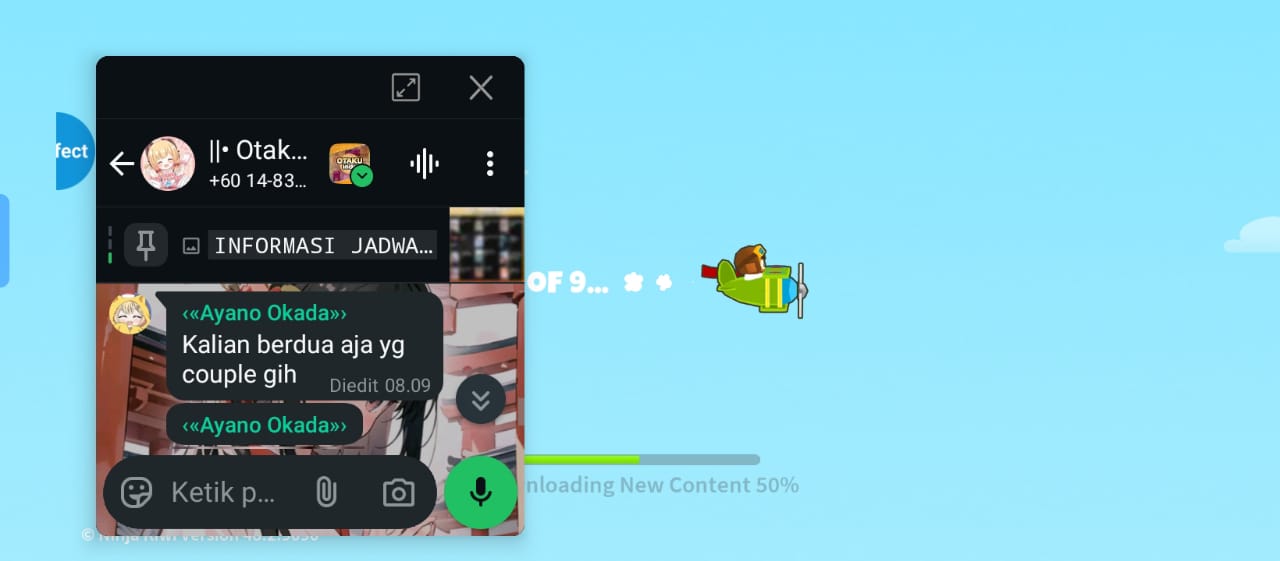 fect
||• Otak...
+60 14-83...
OTAKU
INFORMASI JADWA...
‹«Ayano Okada»›
Kalian berdua aja yg
couple gih
Diedit 08.09
‹«Ayano Okada»›
Ketik p...
OF 9...
nloading New Content 50%
© Ninja Kiwi Version